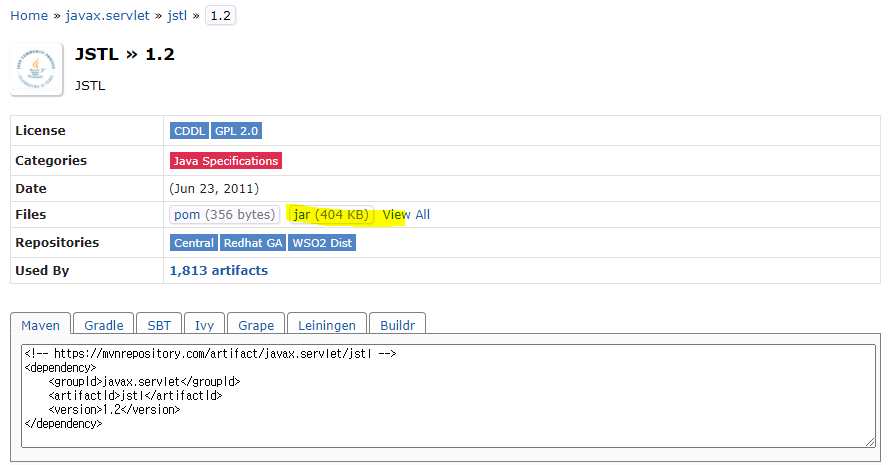 Home » javax.servlet » jstl » 1.2
JSTL » 1.2
JSTL
License CDDL GPL 2.0
Categories Java Specifications
Date (Jun 23, 2011)
Files pom (356 bytes) jar (404 KB) View All
Repositories Central Redhat GA WSO2 Dist
Used By 1,813 artifacts
Maven Gradle SBT Ivy Grape Leiningen Buildr
<!-- https://mvnrepository.com/artifact/javax.servlet/jstl -->
<dependency>
    <groupId>javax.servlet</groupId>
    <artifactId>jstl</artifactId>
    <version>1.2</version>
</dependency>